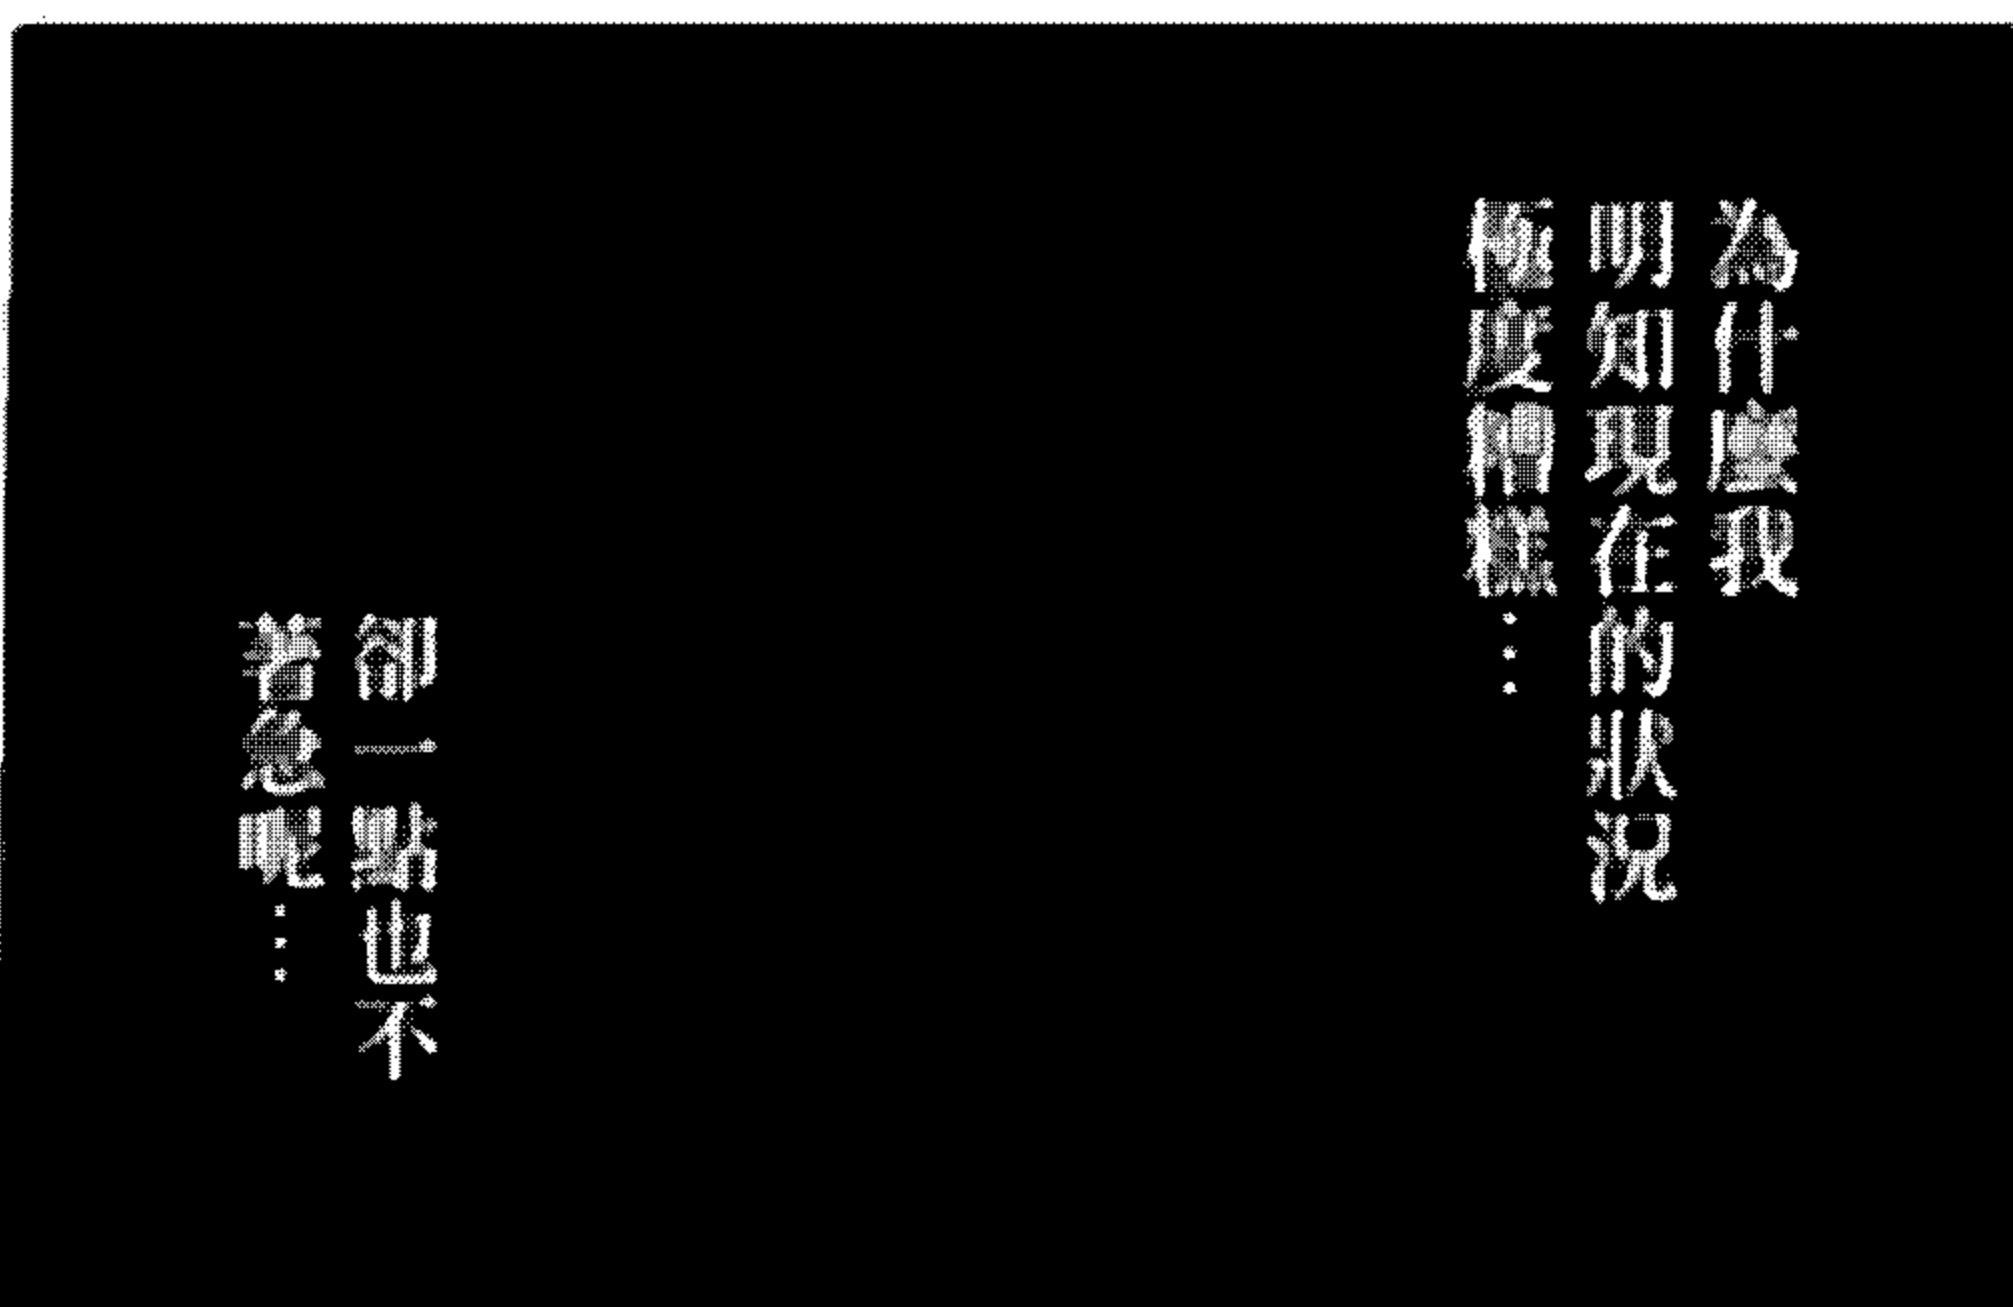 為什麼我
明知現在的狀況
極度糟糕…
卻一點也不
著急呢…